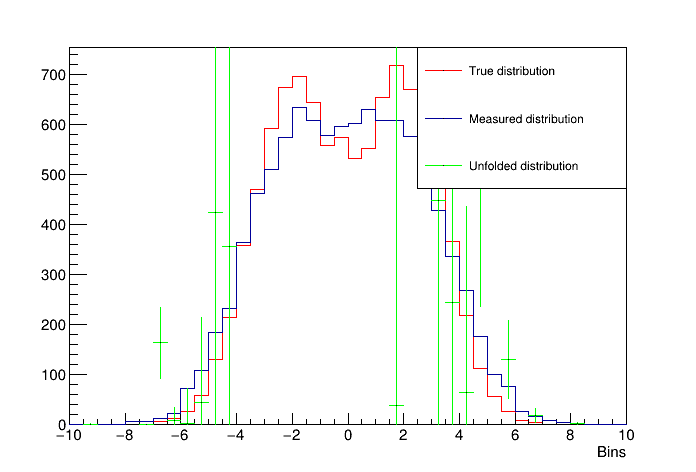 700
True distribution
600
Measured distribution
Unfolded distribution
500
400
300
200
100
0
−10 −8 −6 −4 −2 0 2 4 6 8 10
Bins